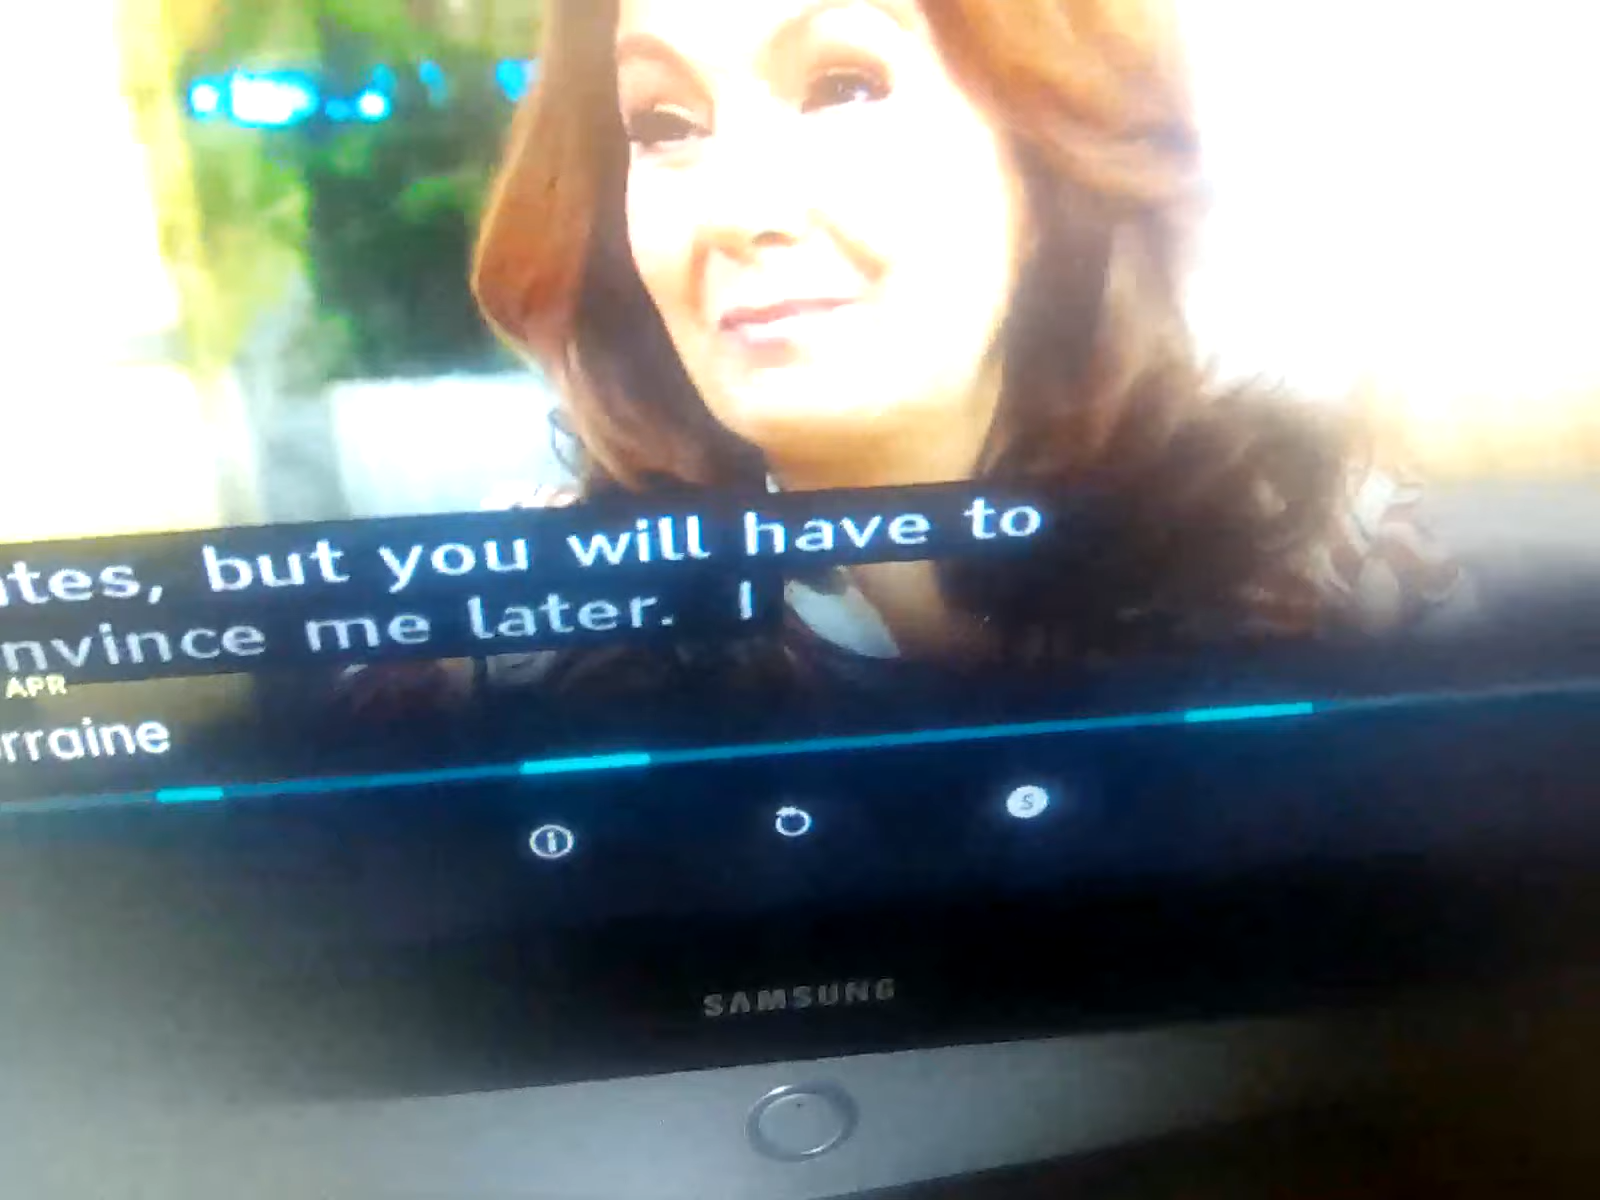 tes, but you will have to
nvince me later. I
APR
rraine
S
SAMSUNG